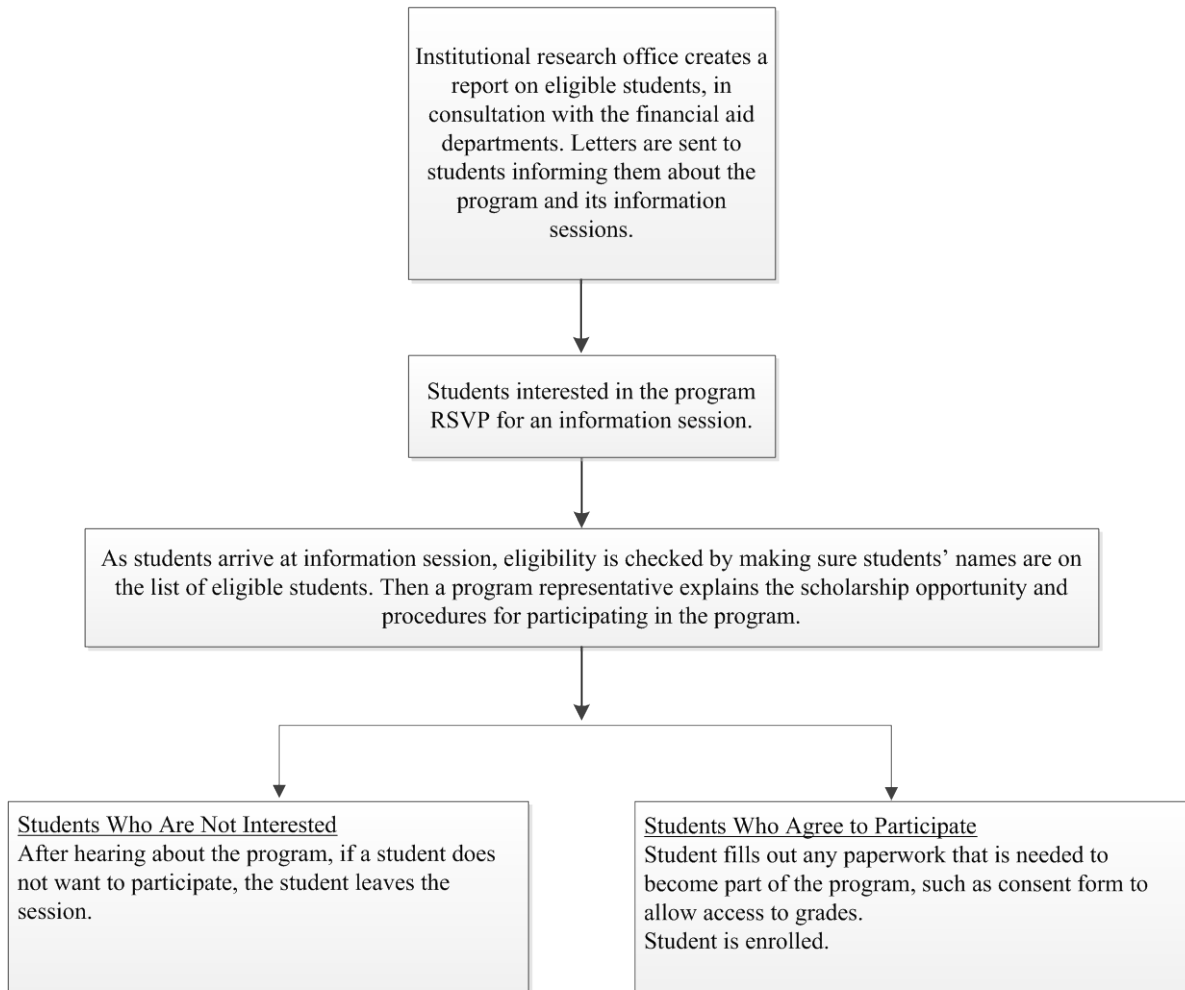 Institutional research office creates a
report on eligible students, in
consultation with the financial aid
departments. Letters are sent to
students informing them about the
program and its information
sessions.
Students interested in the program
RSVP for an information session.
As students arrive at information session, eligibility is checked by making sure students’ names are on
the list of eligible students. Then a program representative explains the scholarship opportunity and
procedures for participating in the program.
Students Who Are Not Interested
After hearing about the program, if a student does
not want to participate, the student leaves the
session.
Students Who Agree to Participate
Student fills out any paperwork that is needed to
become part of the program, such as consent form to
allow access to grades.
Student is enrolled.